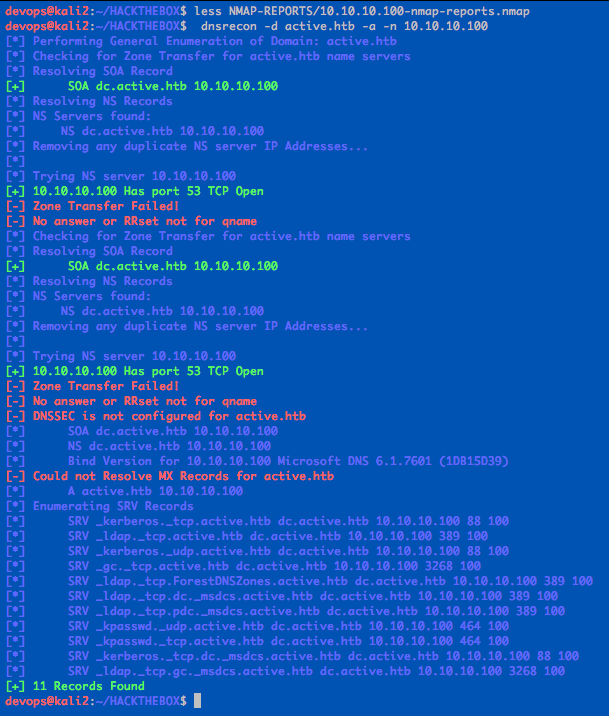 devops@kali2:~/HACKTHEBOX$ less NMAP-REPORTS/10.10.10.100-nmap-reports.nmap
devops@kali2:~/HACKTHEBOX$  dnsrecon -d active.htb -a -n 10.10.10.100
[*] Performing General Enumeration of Domain: active.htb
[*] Checking for Zone Transfer for active.htb name servers
[*] Resolving SOA Record
[+]      SOA dc.active.htb 10.10.10.100
[*] Resolving NS Records
[*] NS Servers found:
[*]     NS dc.active.htb 10.10.10.100
[*] Removing any duplicate NS server IP Addresses...
[*]
[*] Trying NS server 10.10.10.100
[+] 10.10.10.100 Has port 53 TCP Open
[-] Zone Transfer Failed!
[-] No answer or RRset not for qname
[*] Checking for Zone Transfer for active.htb name servers
[*] Resolving SOA Record
[+]      SOA dc.active.htb 10.10.10.100
[*] Resolving NS Records
[*] NS Servers found:
[*]     NS dc.active.htb 10.10.10.100
[*] Removing any duplicate NS server IP Addresses...
[*]
[*] Trying NS server 10.10.10.100
[+] 10.10.10.100 Has port 53 TCP Open
[-] Zone Transfer Failed!
[-] No answer or RRset not for qname
[-] DNSSEC is not configured for active.htb
[*]      SOA dc.active.htb 10.10.10.100
[*]      NS dc.active.htb 10.10.10.100
[*]      Bind Version for 10.10.10.100 Microsoft DNS 6.1.7601 (1DB15D39)
[-] Could not Resolve MX Records for active.htb
[*]      A active.htb 10.10.10.100
[*] Enumerating SRV Records
[*]      SRV _kerberos._tcp.active.htb dc.active.htb 10.10.10.100 88 100
[*]      SRV _ldap._tcp.active.htb dc.active.htb 10.10.10.100 389 100
[*]      SRV _kerberos._udp.active.htb dc.active.htb 10.10.10.100 88 100
[*]      SRV _gc._tcp.active.htb dc.active.htb 10.10.10.100 3268 100
[*]      SRV _ldap._tcp.ForestDNSZones.active.htb dc.active.htb 10.10.10.100 389 100
[*]      SRV _ldap._tcp.dc._msdcs.active.htb dc.active.htb 10.10.10.100 389 100
[*]      SRV _ldap._tcp.pdc._msdcs.active.htb dc.active.htb 10.10.10.100 389 100
[*]      SRV _kpasswd._udp.active.htb dc.active.htb 10.10.10.100 464 100
[*]      SRV _kpasswd._tcp.active.htb dc.active.htb 10.10.10.100 464 100
[*]      SRV _kerberos._tcp.dc._msdcs.active.htb dc.active.htb 10.10.10.100 88 100
[*]      SRV _ldap._tcp.gc._msdcs.active.htb dc.active.htb 10.10.10.100 3268 100
[+] 11 Records Found
devops@kali2:~/HACKTHEBOX$